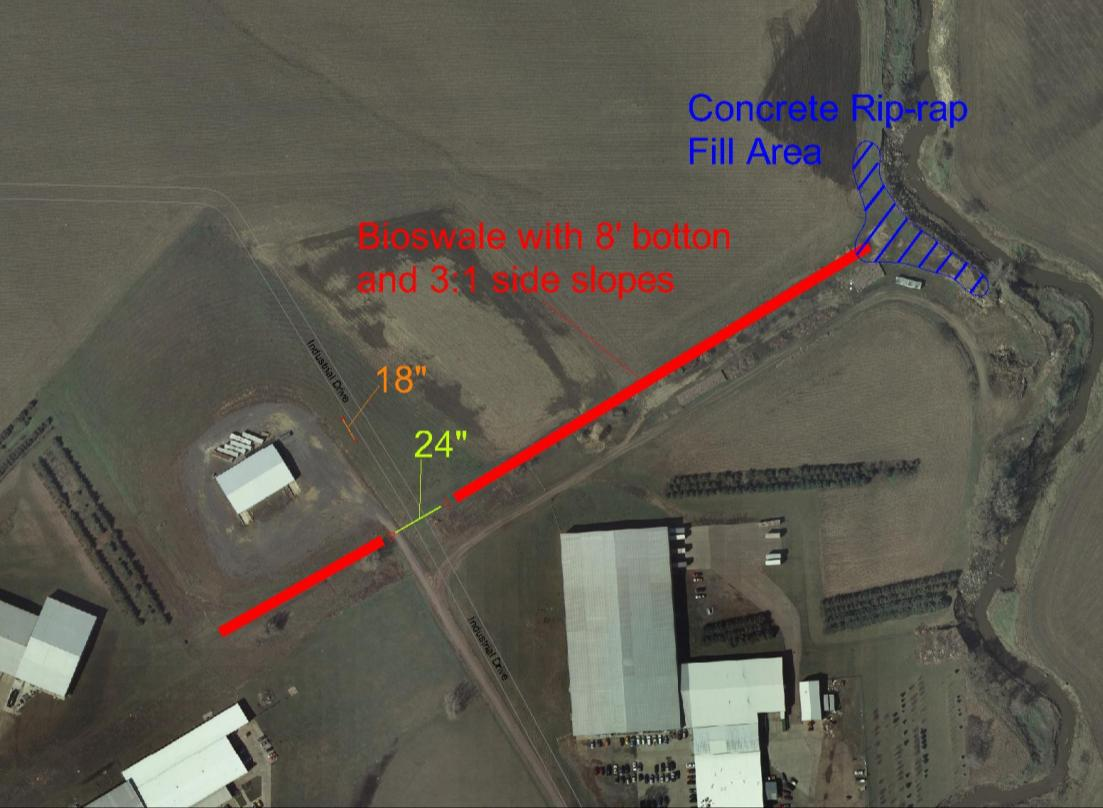 Concrete Rip-rap
Fill Area
Bioswale with 8' botton
and 3:1 side slopes
Industrial Drive
18"
24"
Industrial Drive